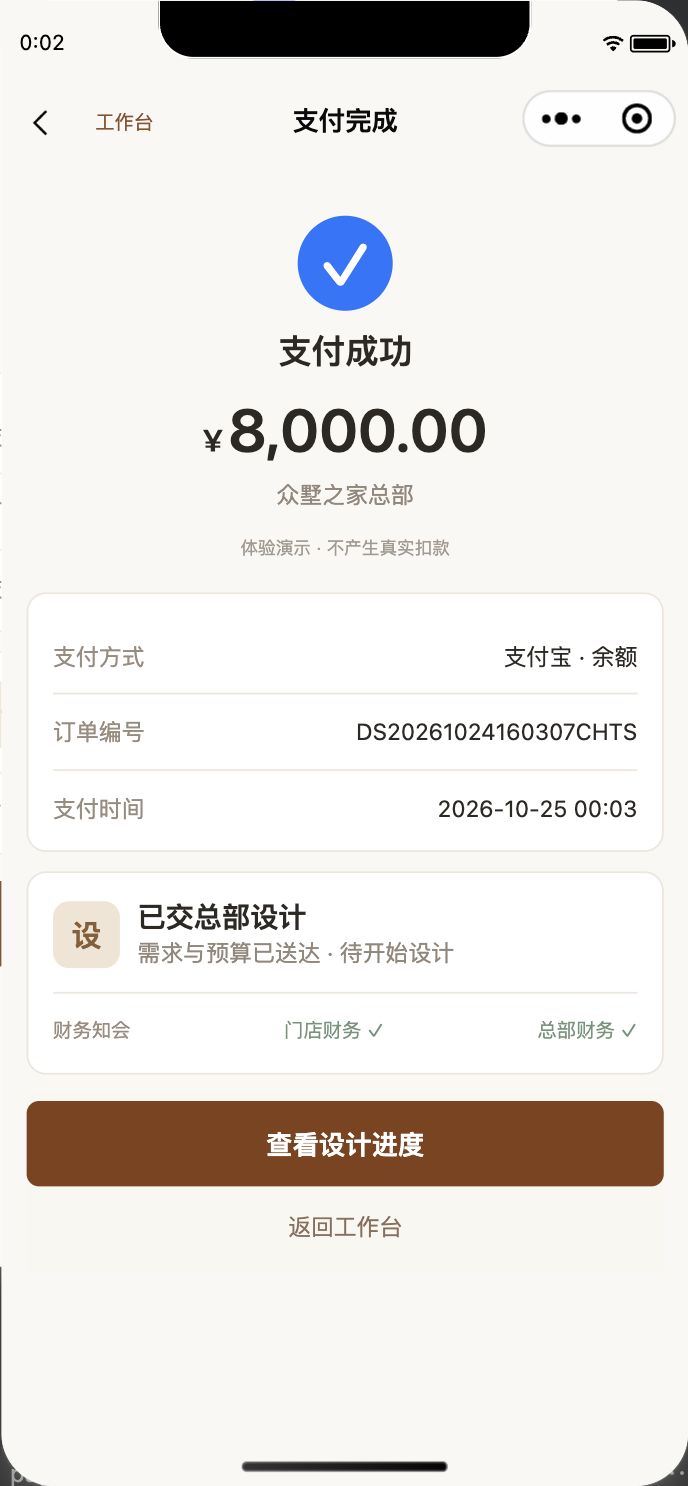 0:02
工作台
支付完成
支付成功
¥8,000.00
众墅之家总部
体验演示 · 不产生真实扣款
支付方式 支付宝 · 余额
订单编号 DS20261024160307CHTS
支付时间 2026-10-25 00:03
设
已交总部设计
需求与预算已送达 · 待开始设计
财务知会 门店财务 ✓ 总部财务 ✓
查看设计进度
返回工作台